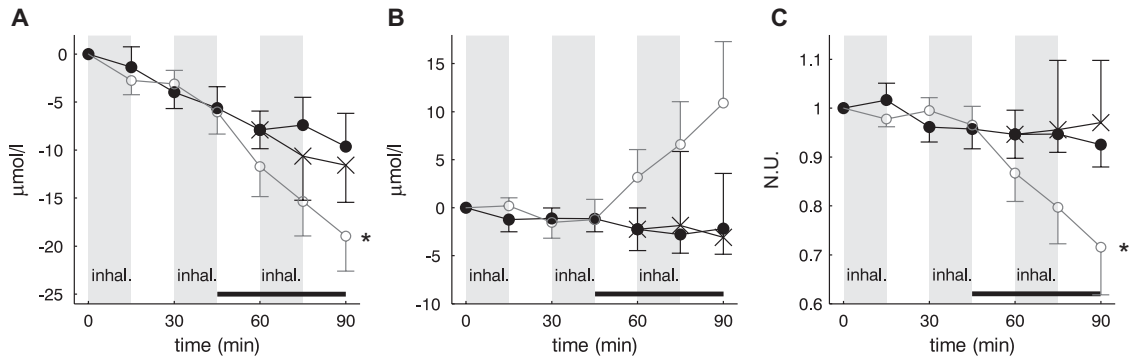 A
B
C
µmol/l
0
-5
-10
-15
-20
-25
inhal.
inhal.
inhal.
*
0
30
60
90
time (min)
µmol/l
15
10
5
0
-5
-10
inhal.
inhal.
inhal.
0
30
60
90
time (min)
N.U.
1.1
1
0.9
0.8
0.7
0.6
inhal.
inhal.
inhal.
*
0
30
60
90
time (min)